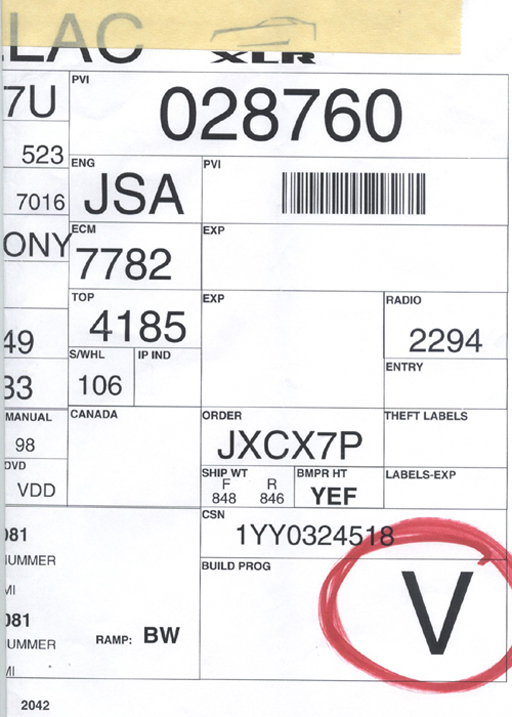 LAC
XLR
PVI
7U
028760
523
ENG
PVI
7016
JSA
ECM
EXP
ONY
7782
TOP
EXP
RADIO
4185
2294
49
S/WHL
IP IND
ENTRY
33
106
MANUAL
CANADA
ORDER
THEFT LABELS
98
JXCX7P
DVD
SHIP WT
BMPR HT
LABELS-EXP
VDD
F R
848 846
YEF
CSN
081
1YY0324518
UMMER
BUILD PROG
MI
V
081
UMMER
RAMP: BW
MI
2042